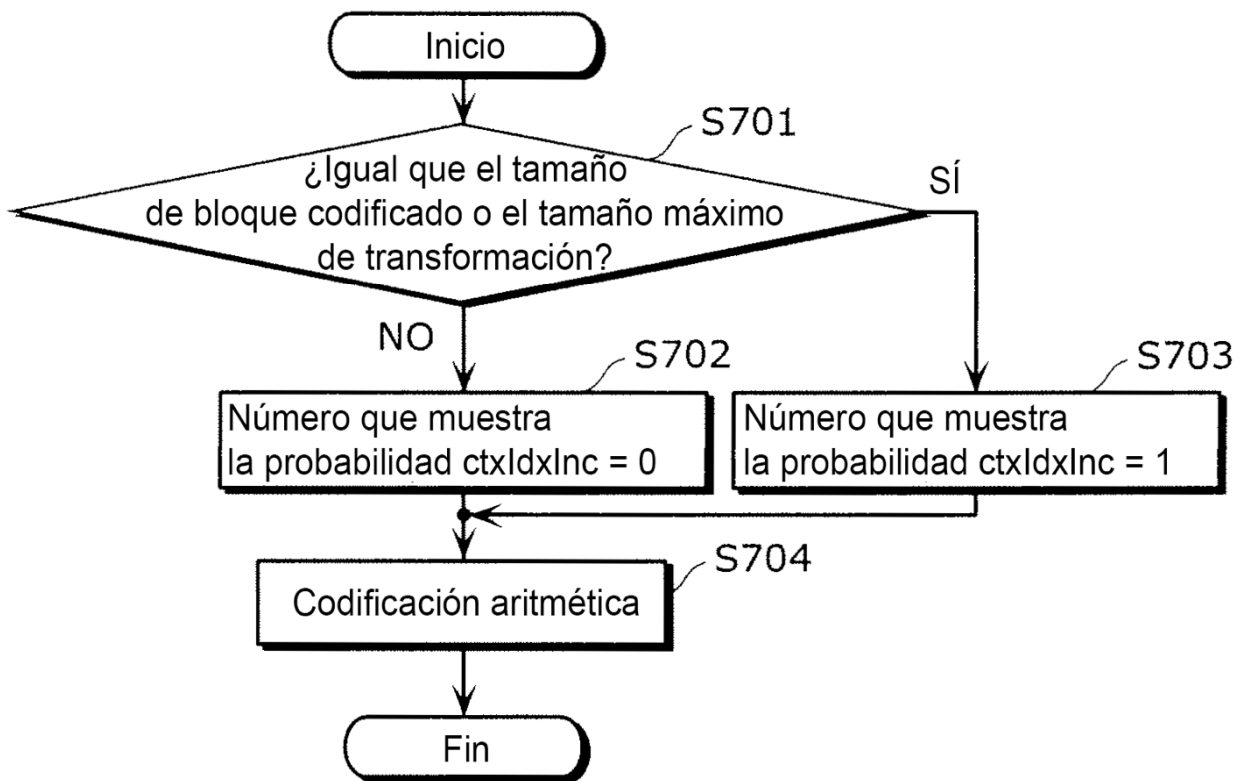 Inicio
S701
¿Igual que el tamaño
de bloque codificado o el tamaño máximo
de transformación?
SÍ
NO
S702
Número que muestra
la probabilidad ctxIdxInc = 0
S703
Número que muestra
la probabilidad ctxIdxInc = 1
S704
Codificación aritmética
Fin